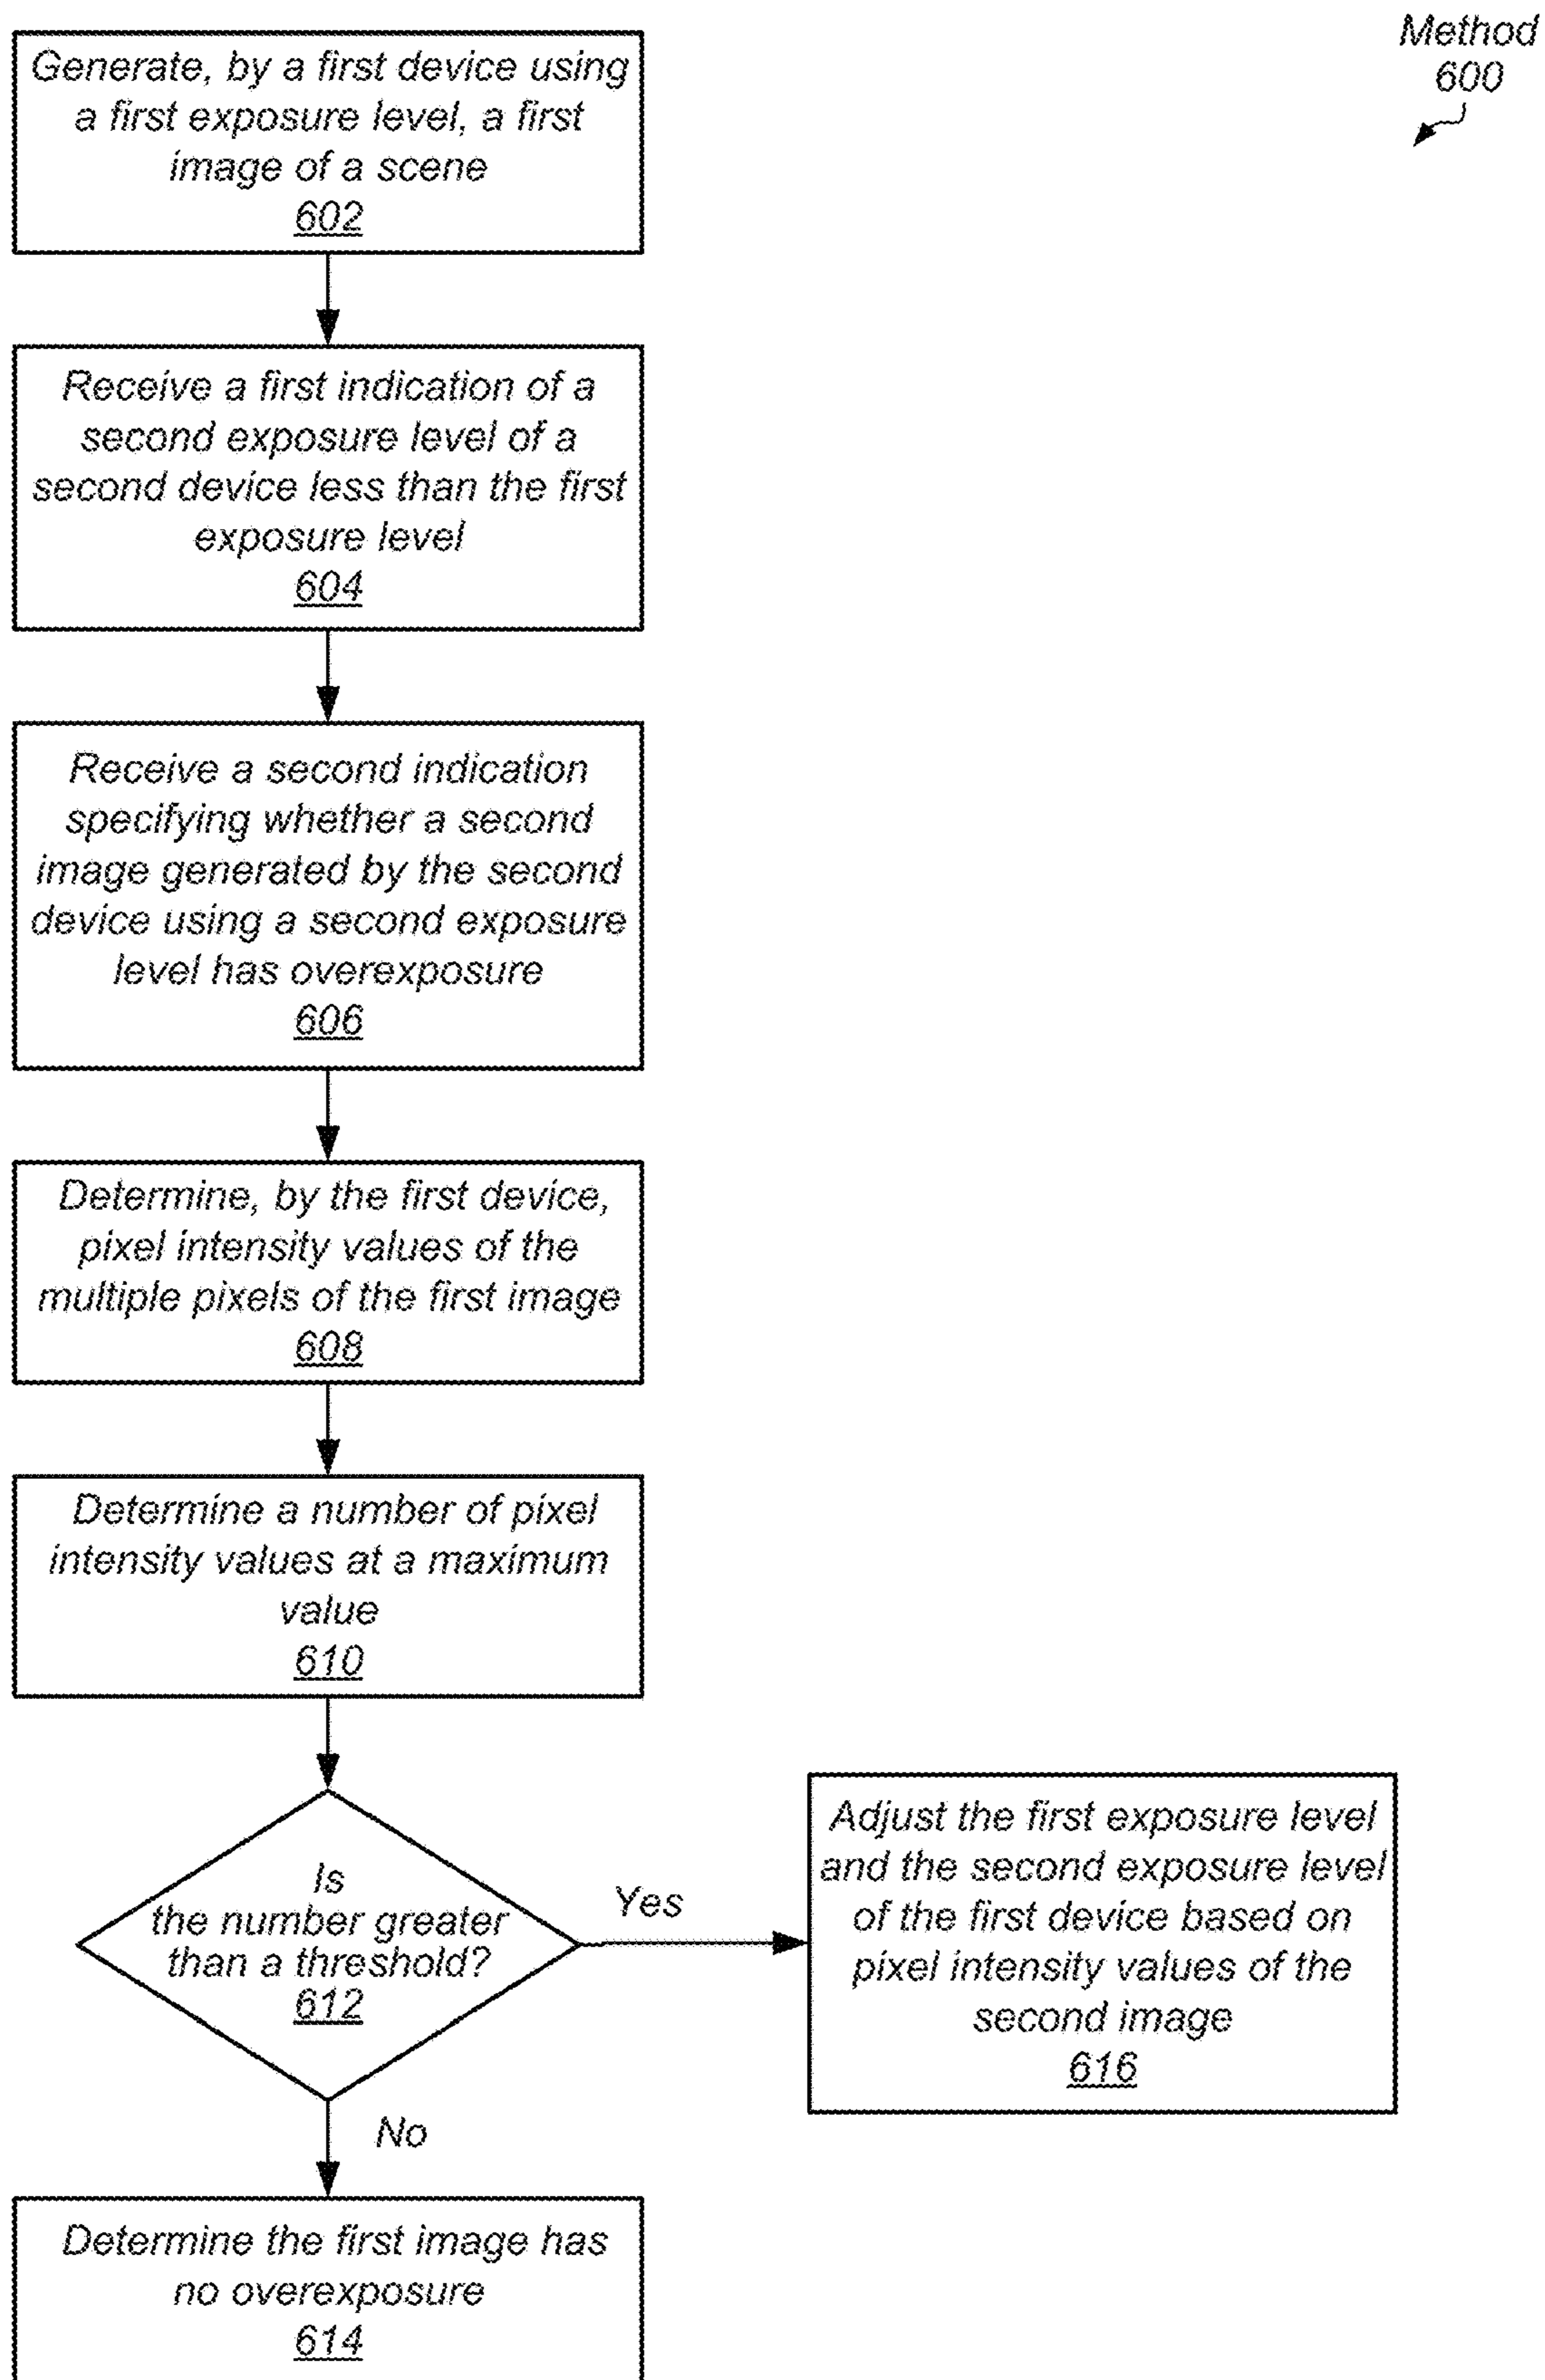 Method
600
Generate, by a first device using
a first exposure level, a first
image of a scene
602
Receive a first indication of a
second exposure level of a
second device less than the first
exposure level
604
Receive a second indication
specifying whether a second
image generated by the second
device using a second exposure
level has overexposure
606
Determine, by the first device,
pixel intensity values of the
multiple pixels of the first image
608
Determine a number of pixel
intensity values at a maximum
value
610
Is
the number greater
than a threshold?
612
Yes
Adjust the first exposure level
and the second exposure level
of the first device based on
pixel intensity values of the
second image
616
No
Determine the first image has
no overexposure
614